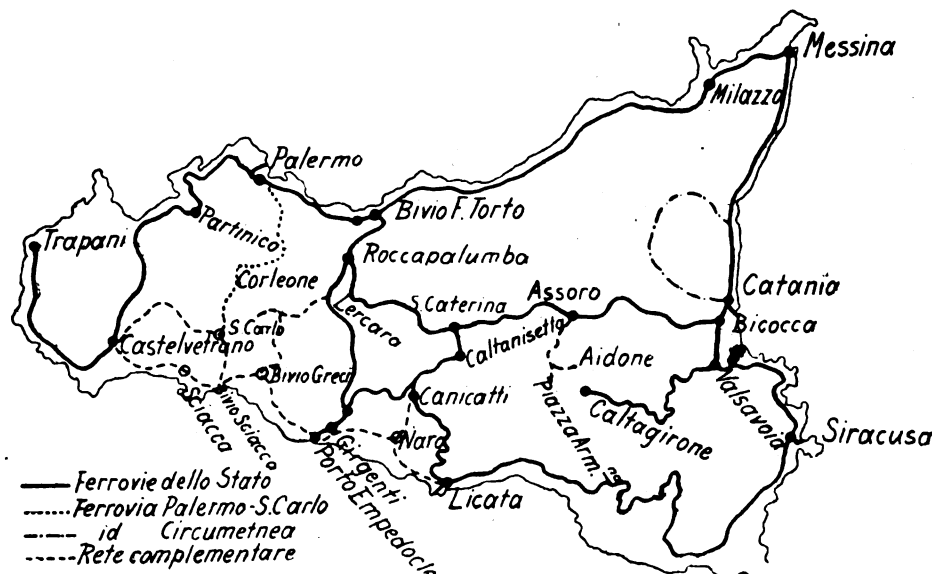 Messina
Milazzo
Palermo
Bivio F. Torto
Partinico
Trapani
Roccapalumba
Corleone
Lercara
S. Caterina
Assoro
Catania
Bicocca
S. Carlo
Castelvetrano
Caltanisetta
Aidone
Bivio Greci
Canicatti
Piazza Arm.
Caltagirone
Valsavoia
Sciacca
Bivio Sciacca
Naro
Siracusa
Girgenti
Porto Empedocle
Licata
Ferrovie dello Stato
Ferrovia Palermo-S. Carlo
id Circumetnea
Rete complementare